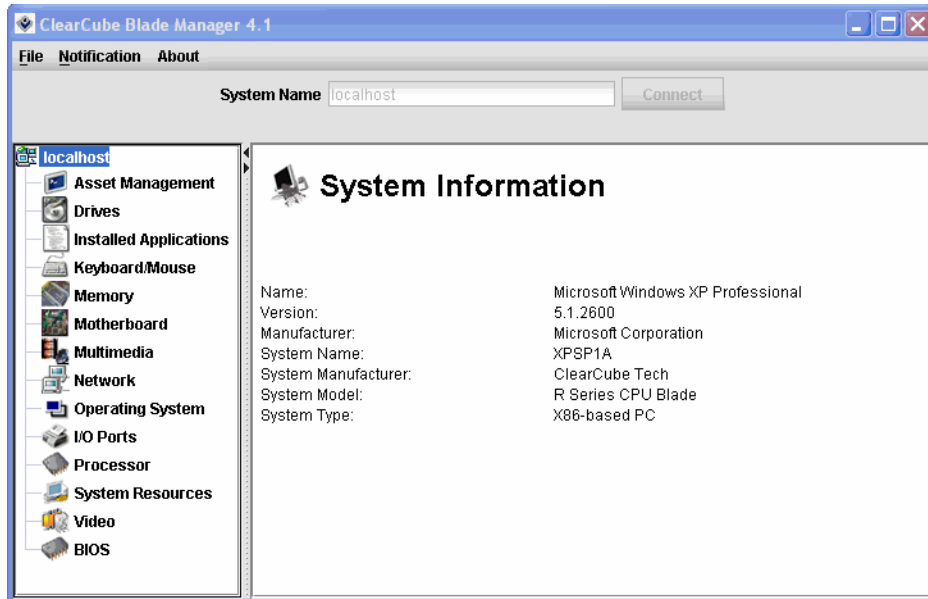 ClearCube Blade Manager 4.1
File Notification About
System Name localhost Connect
localhost
Asset Management
Drives
Installed Applications
Keyboard/Mouse
Memory
Motherboard
Multimedia
Network
Operating System
I/O Ports
Processor
System Resources
Video
BIOS
System Information
Name: Microsoft Windows XP Professional
Version: 5.1.2600
Manufacturer: Microsoft Corporation
System Name: XPSP1A
System Manufacturer: ClearCube Tech
System Model: R Series CPU Blade
System Type: X86-based PC